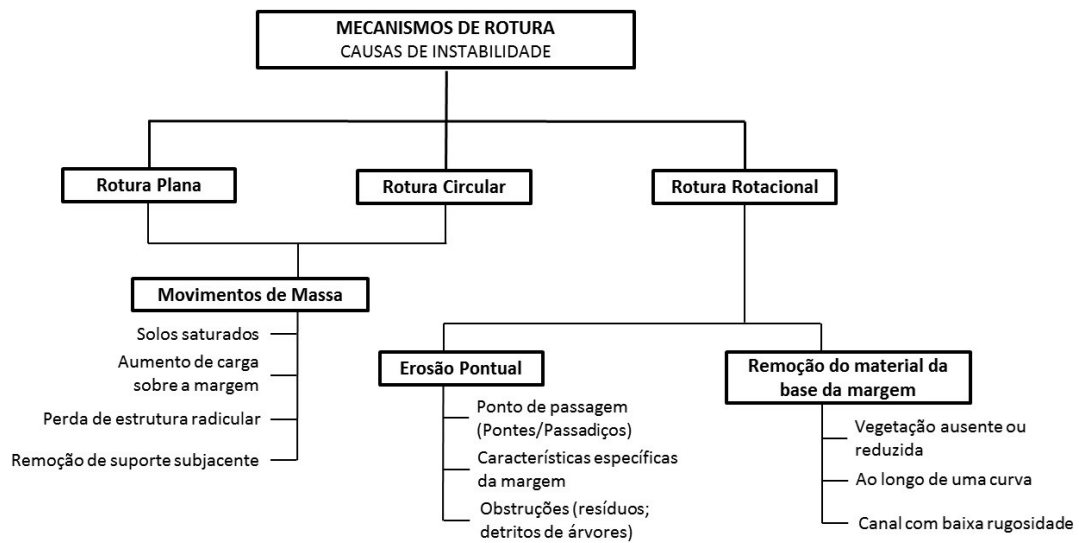 MECANISMOS DE ROTURA
CAUSAS DE INSTABILIDADE
Rotura Plana
Rotura Circular
Rotura Rotacional
Movimentos de Massa
Solos saturados
Aumento de carga
sobre a margem
Perda de estrutura radicular
Remoção de suporte subjacente
Erosão Pontual
Ponto de passagem
(Pontes/Passadiços)
Características específicas
da margem
Obstruções (resíduos;
detritos de árvores)
Remoção do material da
base da margem
Vegetação ausente ou
reduzida
Ao longo de uma curva
Canal com baixa rugosidade